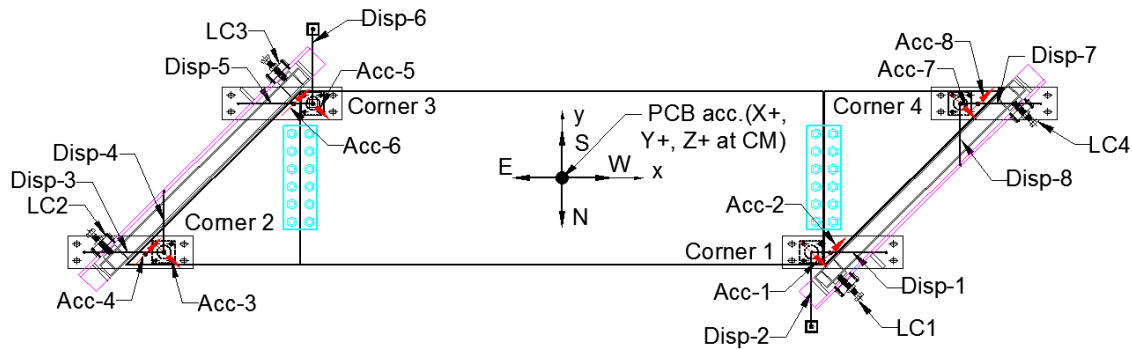 Disp-6
LC3
Acc-8
Disp-7
Disp-5
Acc-5
Acc-7
Corner 3
Corner 4
PCB acc.(X+,
Y+, Z+ at CM)
y
S
Acc-6
LC4
Disp-4
E
W
x
Disp-8
Disp-3
LC2
N
Acc-2
Corner 2
Corner 1
Acc-4
Acc-3
Acc-1
Disp-1
Disp-2
LC1